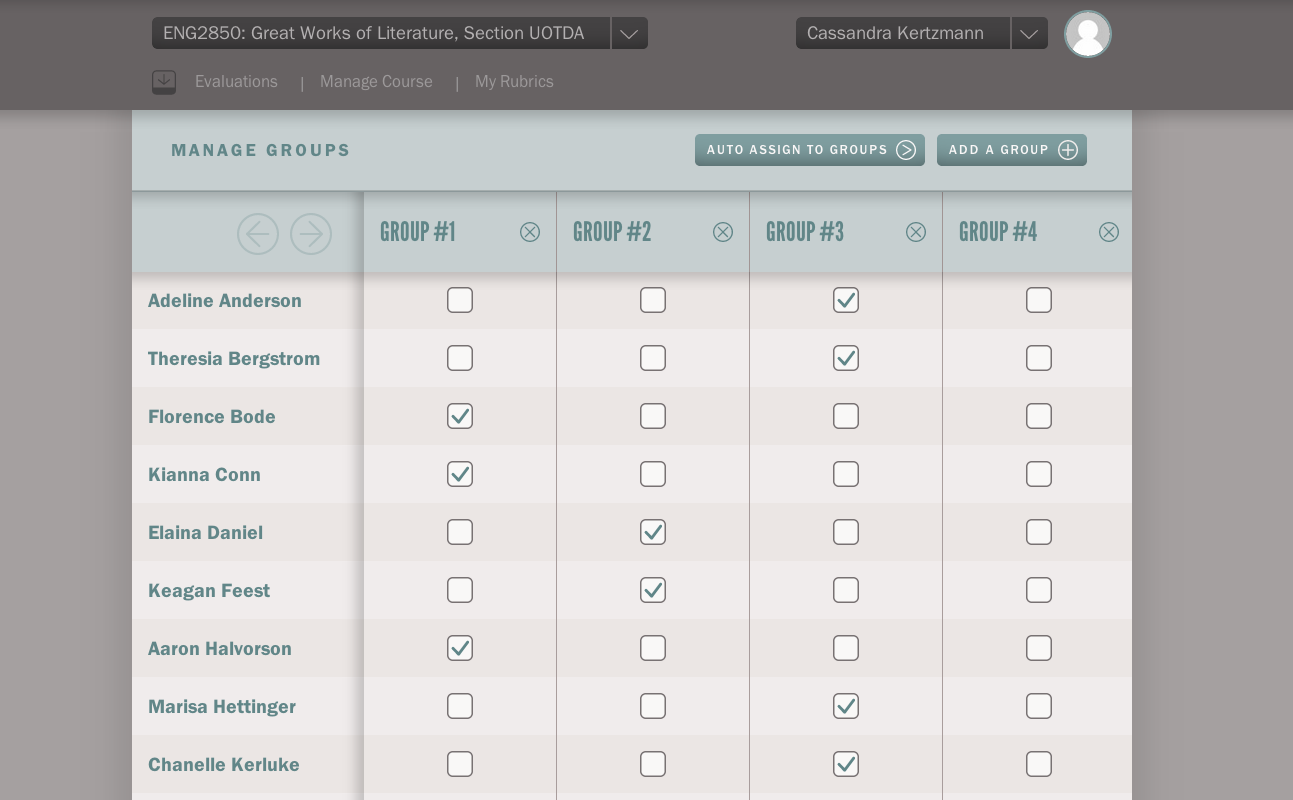 ENG2850: Great Works of Literature, Section UOTDA
Cassandra Kertzmann
Evaluations | Manage Course | My Rubrics
MANAGE GROUPS
AUTO ASSIGN TO GROUPS
ADD A GROUP
GROUP #1
GROUP #2
GROUP #3
GROUP #4
Adeline Anderson
Theresia Bergstrom
Florence Bode
Kianna Conn
Elaina Daniel
Keagan Feest
Aaron Halvorson
Marisa Hettinger
Chanelle Kerluke